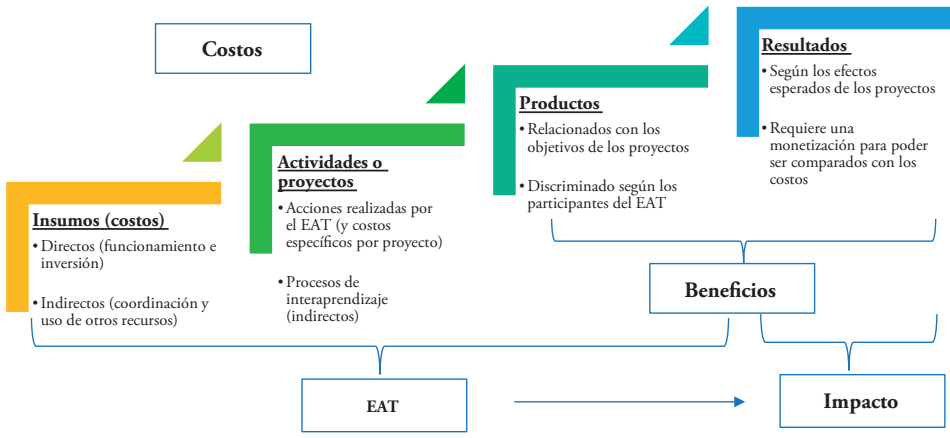 Costos
Insumos (costos)
• Directos (funcionamiento e
inversión)
• Indirectos (coordinación y
uso de otros recursos)
Actividades o
proyectos
• Acciones realizadas por
el EAT (y costos
específicos por proyecto)
• Procesos de
interaprendizaje
(indirectos)
Productos
• Relacionados con los
objetivos de los proyectos
• Discriminado según los
participantes del EAT
Resultados
• Según los efectos
esperados de los proyectos
• Requiere una
monetización para poder
ser comparados con los
costos
Beneficios
EAT
Impacto